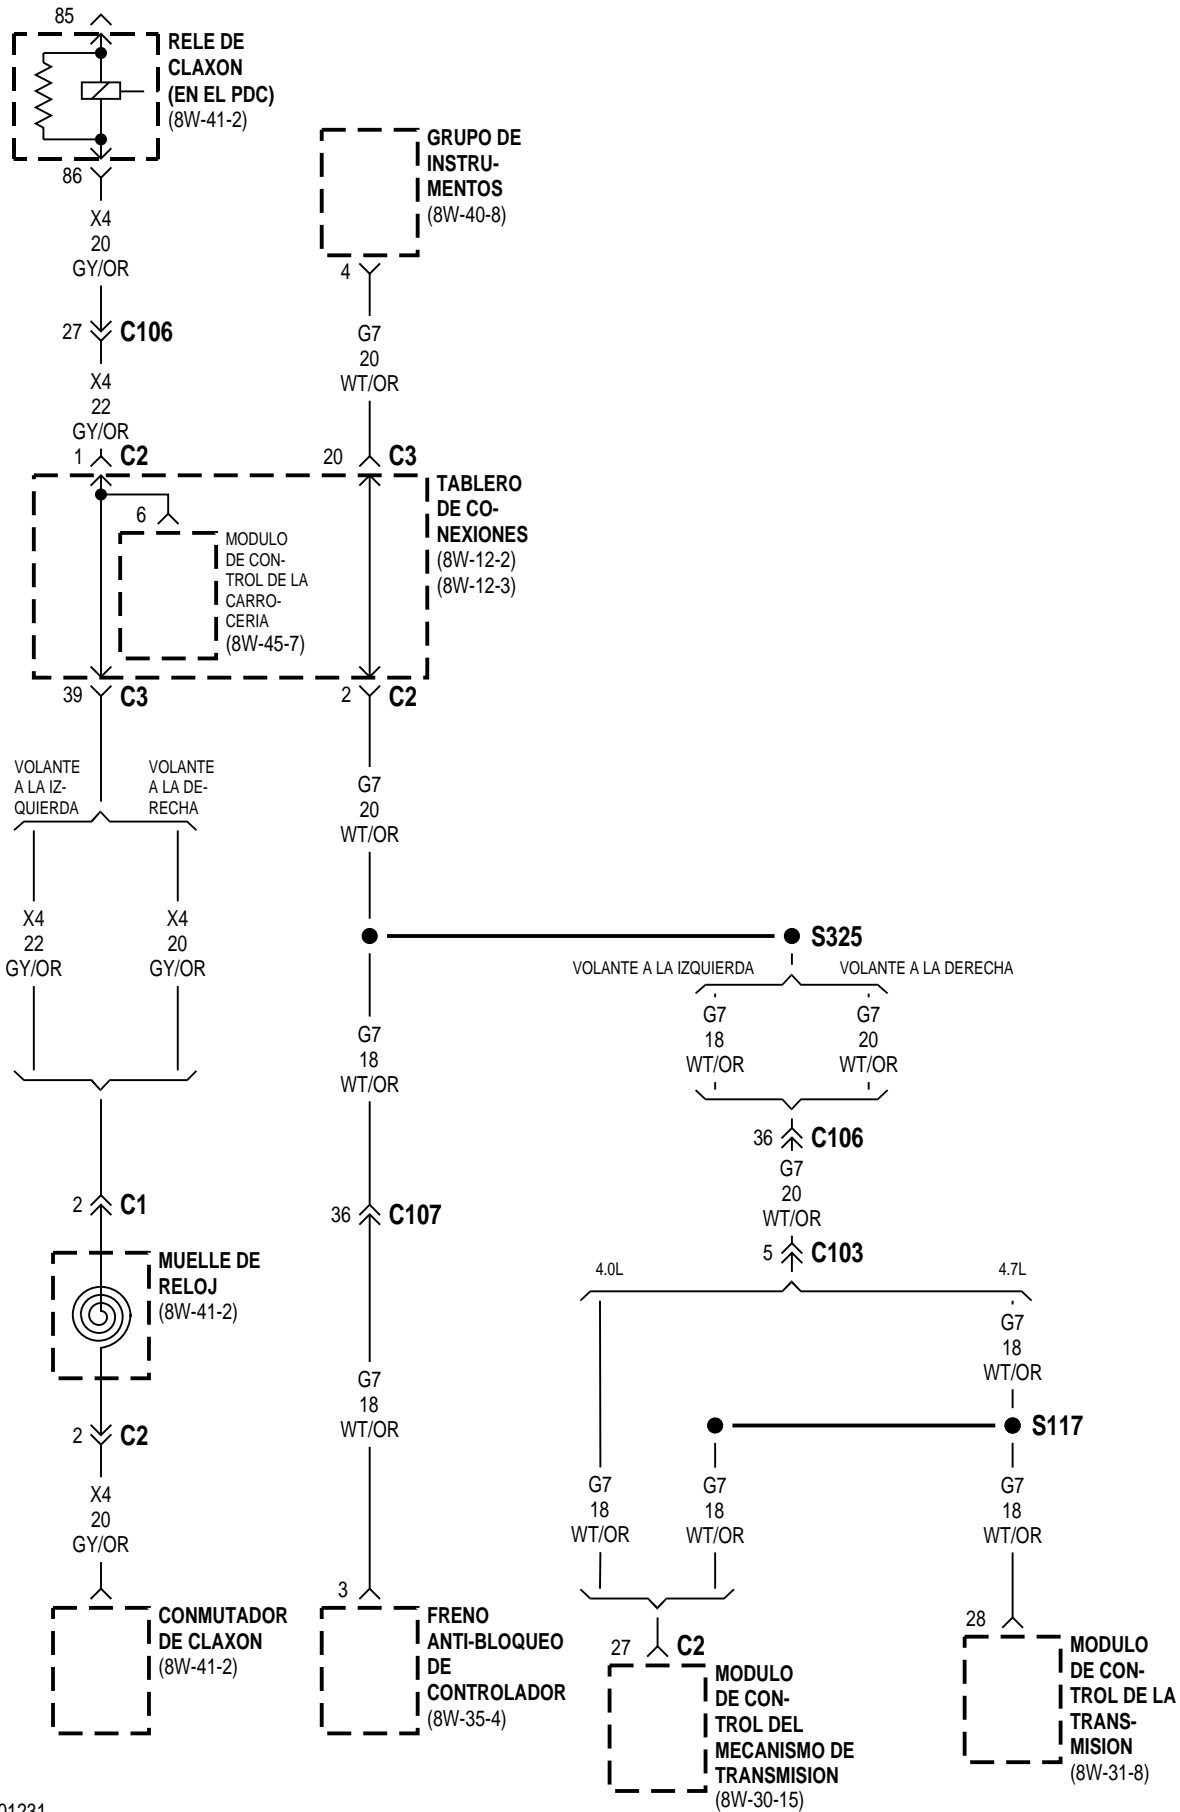 85
RELE DE
CLAXON
(EN EL PDC)
(8W-41-2)
86
X4
20
GY/OR
27
C106
X4
22
GY/OR
1
C2
GRUPO DE
INSTRU-
MENTOS
(8W-40-8)
4
G7
20
WT/OR
20
C3
TABLERO
DE CO-
NEXIONES
(8W-12-2)
(8W-12-3)
6
MODULO
DE CON-
TROL DE LA
CARRO-
CERIA
(8W-45-7)
39
C3
2
C2
VOLANTE
A LA IZ-
QUIERDA
VOLANTE
A LA DE-
RECHA
X4
22
GY/OR
X4
20
GY/OR
2
C1
MUELLE DE
RELOJ
(8W-41-2)
2
C2
X4
20
GY/OR
CONMUTADOR
DE CLAXON
(8W-41-2)
G7
20
WT/OR
S325
G7
18
WT/OR
36
C107
G7
18
WT/OR
3
FRENO
ANTI-BLOQUEO
DE
CONTROLADOR
(8W-35-4)
VOLANTE A LA IZQUIERDA
VOLANTE A LA DERECHA
G7
18
WT/OR
G7
20
WT/OR
36
C106
G7
20
WT/OR
5
C103
4.0L
4.7L
G7
18
WT/OR
S117
G7
18
WT/OR
G7
18
WT/OR
G7
18
WT/OR
27
C2
MODULO
DE CON-
TROL DEL
MECANISMO DE
TRANSMISION
(8W-30-15)
28
MODULO
DE CON-
TROL DE LA
TRANS-
MISION
(8W-31-8)